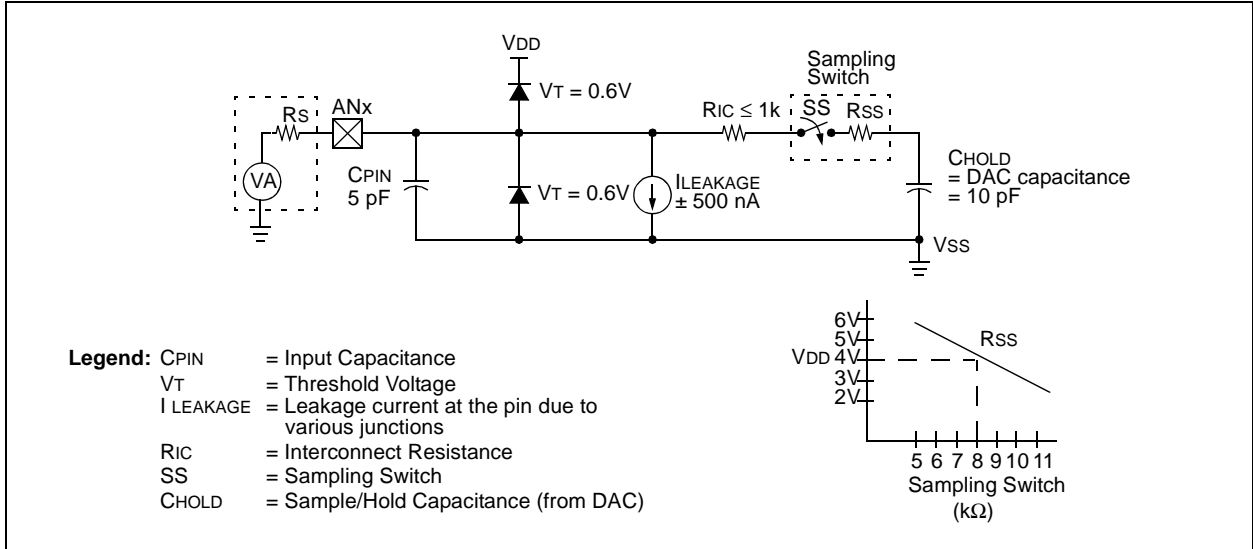 VDD
VT = 0.6V
Sampling
Switch
RS
ANx
RIC ≤ 1k
SS
RSS
VA
CPIN
5 pF
VT = 0.6V
ILEAKAGE
± 500 nA
CHOLD
= DAC capacitance
= 10 pF
VSS
Legend: CPIN = Input Capacitance
VT = Threshold Voltage
I LEAKAGE = Leakage current at the pin due to
various junctions
RIC = Interconnect Resistance
SS = Sampling Switch
CHOLD = Sample/Hold Capacitance (from DAC)
6V
5V
VDD 4V
3V
2V
RSS
5 6 7 8 9 10 11
Sampling Switch
(kΩ)